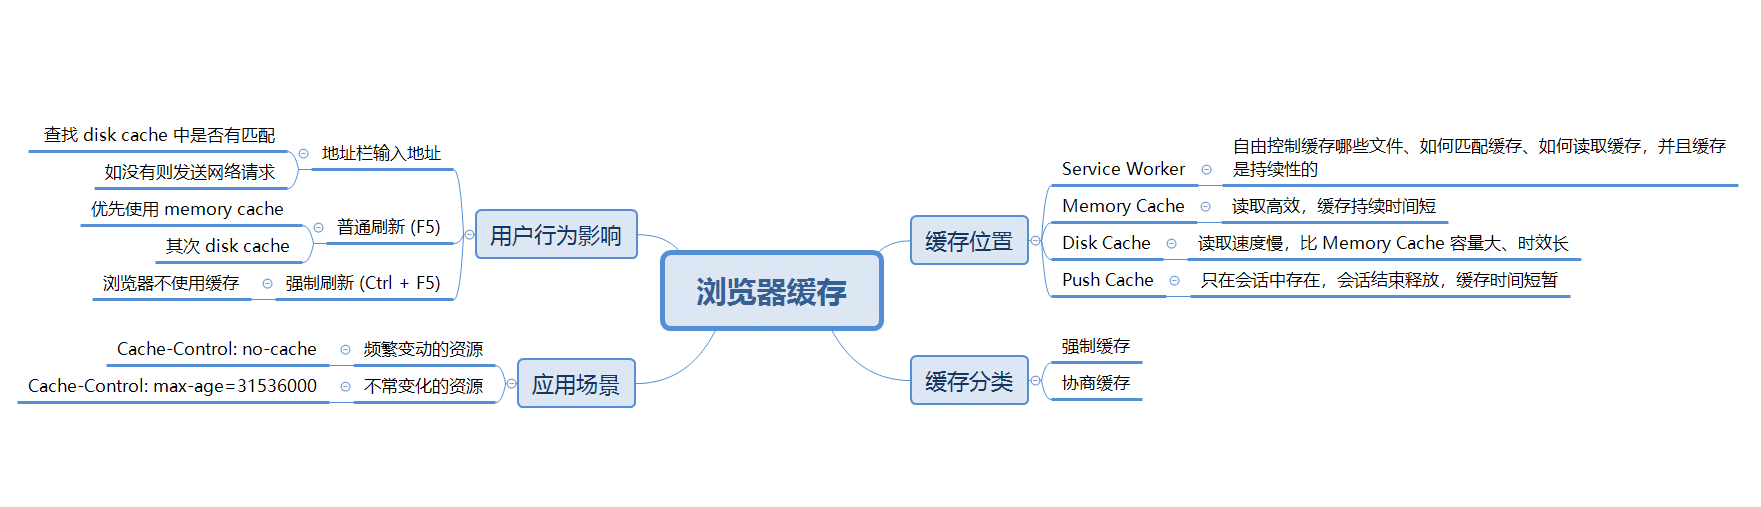 浏览器缓存
缓存位置
Service Worker
自由控制缓存哪些文件、如何匹配缓存、如何读取缓存，并且缓存
是持续性的
Memory Cache
读取高效，缓存持续时间短
Disk Cache
读取速度慢，比 Memory Cache 容量大、时效长
Push Cache
只在会话中存在，会话结束释放，缓存时间短暂
缓存分类
强制缓存
协商缓存
用户行为影响
地址栏输入地址
查找 disk cache 中是否有匹配
如没有则发送网络请求
普通刷新 (F5)
优先使用 memory cache
其次 disk cache
强制刷新 (Ctrl + F5)
浏览器不使用缓存
应用场景
频繁变动的资源
Cache-Control: no-cache
不常变化的资源
Cache-Control: max-age=31536000